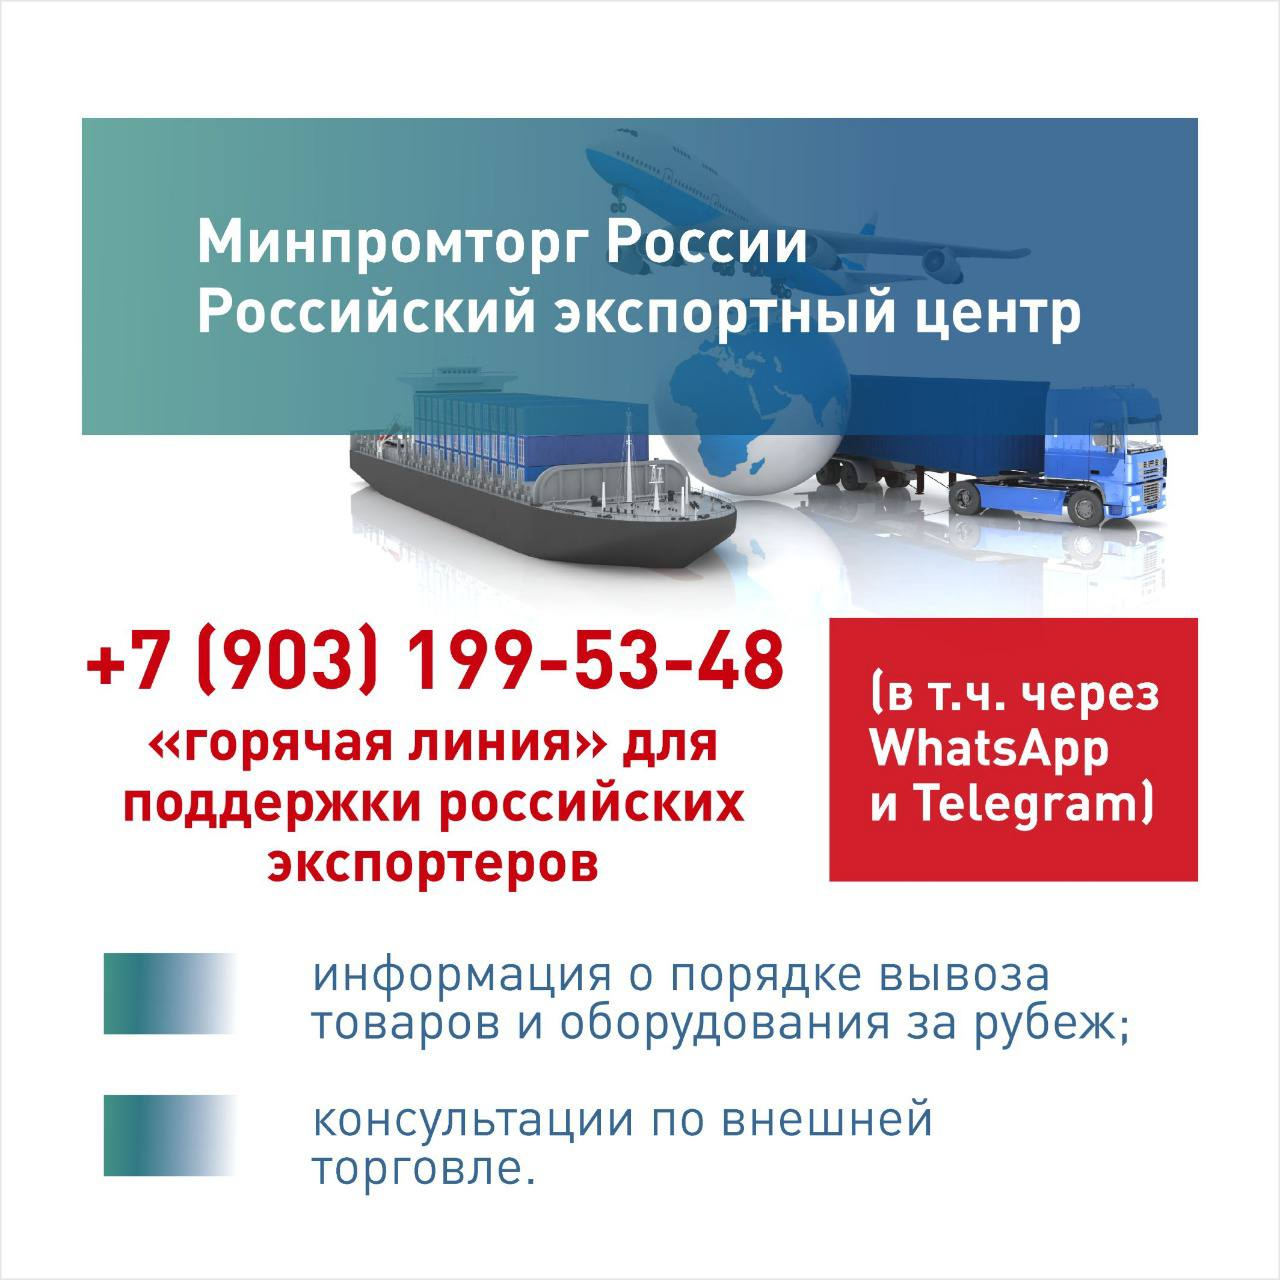 Минпромторг России
Российский экспортный центр
+7 (903) 199-53-48
«горячая линия» для
поддержки российских
экспортеров
(в т.ч. через
WhatsApp
и Telegram)
информация о порядке вывоза
товаров и оборудования за рубеж;
консультации по внешней
торговле.